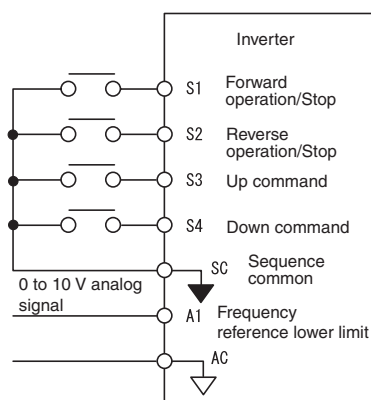 Inverter
S1 Forward
operation/Stop
S2 Reverse
operation/Stop
S3 Up command
S4 Down command
SC Sequence
common
0 to 10 V analog
signal
A1 Frequency
reference lower limit
AC